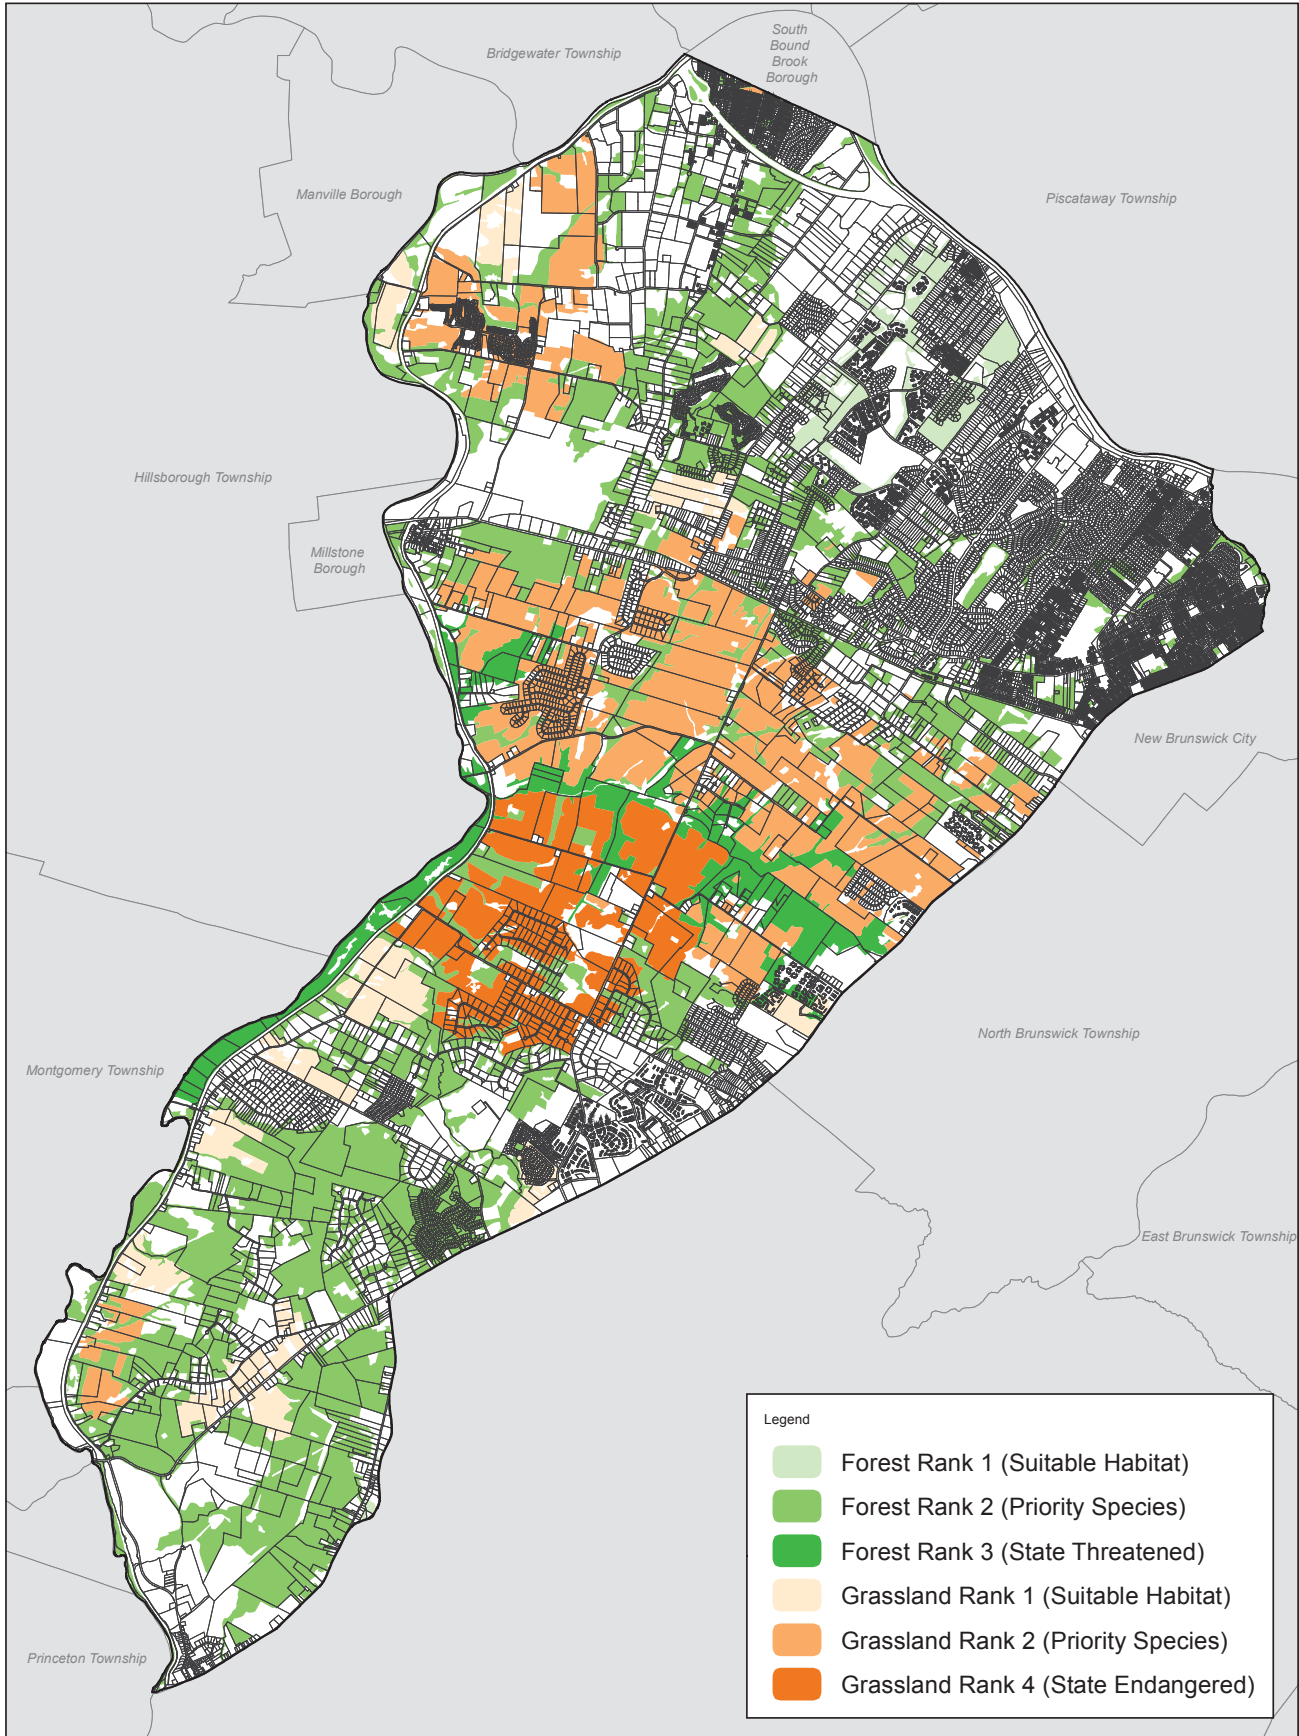 South
Bound
Brook
Borough
Bridgewater Township
Manville Borough
Piscataway Township
Hillsborough Township
Millstone
Borough
New Brunswick City
North Brunswick Township
Montgomery Township
East Brunswick Township
Princeton Township
Legend
Forest Rank 1 (Suitable Habitat)
Forest Rank 2 (Priority Species)
Forest Rank 3 (State Threatened)
Grassland Rank 1 (Suitable Habitat)
Grassland Rank 2 (Priority Species)
Grassland Rank 4 (State Endangered)